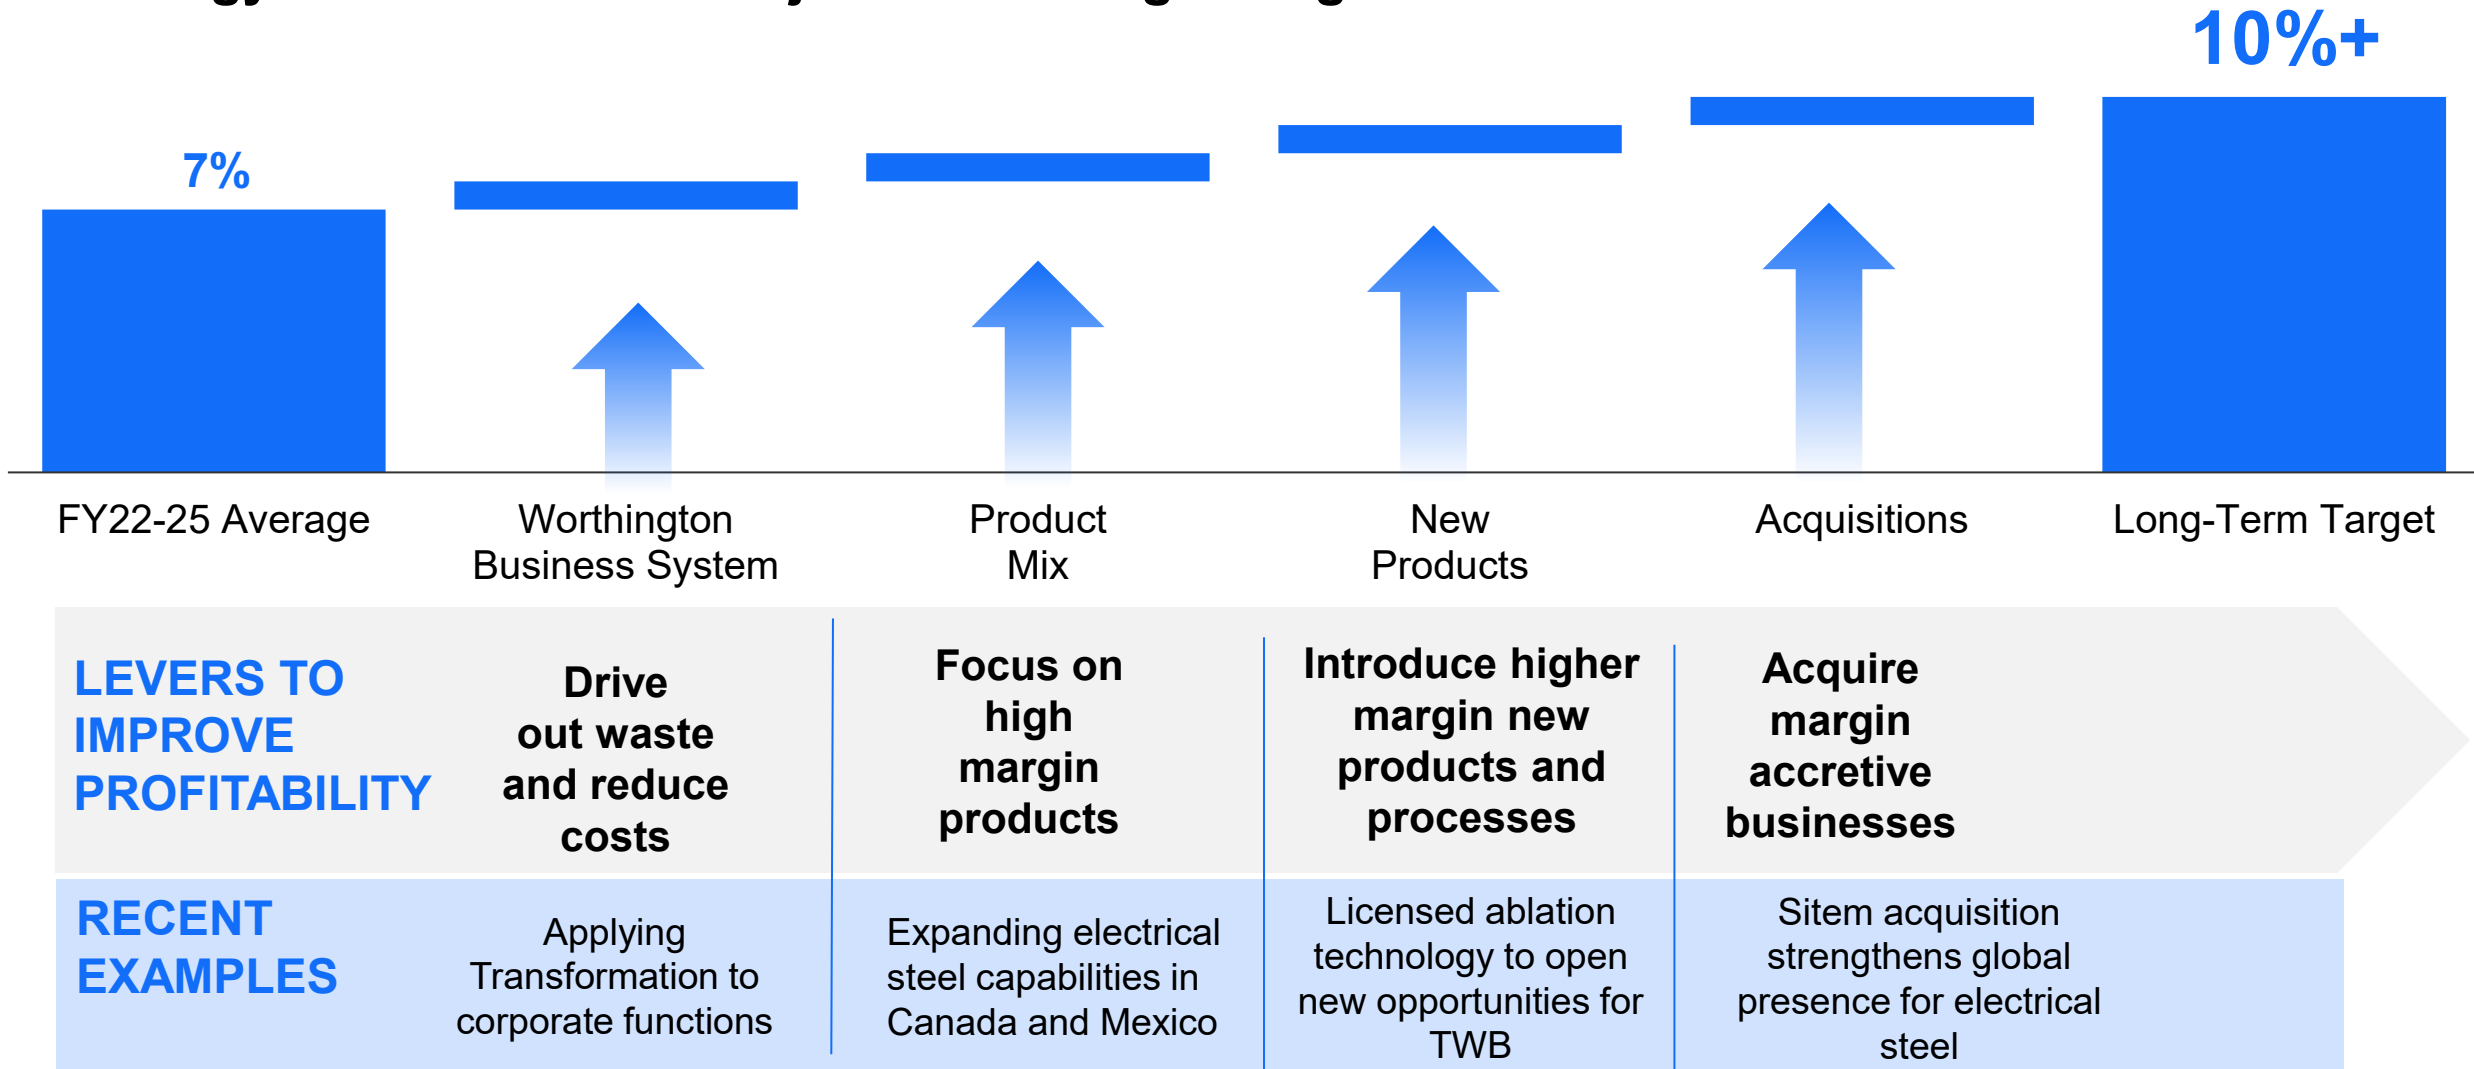 10%+
7%
FY22-25 Average
Worthington
Business System
Product
Mix
New
Products
Acquisitions
Long-Term Target
LEVERS TO
IMPROVE
PROFITABILITY
Drive
out waste
and reduce
costs
Focus on
high
margin
products
Introduce higher
margin new
products and
processes
Acquire
margin
accretive
businesses
RECENT
EXAMPLES
Applying
Transformation to
corporate functions
Expanding electrical
steel capabilities in
Canada and Mexico
Licensed ablation
technology to open
new opportunities for
TWB
Sitem acquisition
strengthens global
presence for electrical
steel